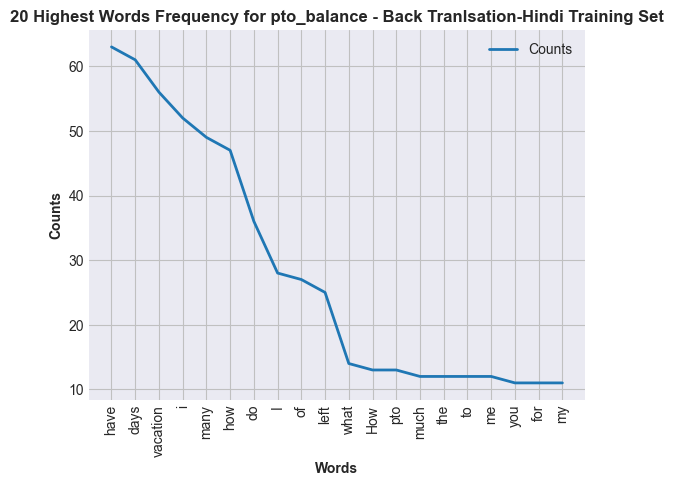 20 Highest Words Frequency for pto_balance - Back Tranlsation-Hindi Training Set
Counts
60
50
40
30
20
10
Counts
have
days
vacation
i
many
how
do
I
of
left
what
How
pto
much
the
to
me
you
for
my
Words